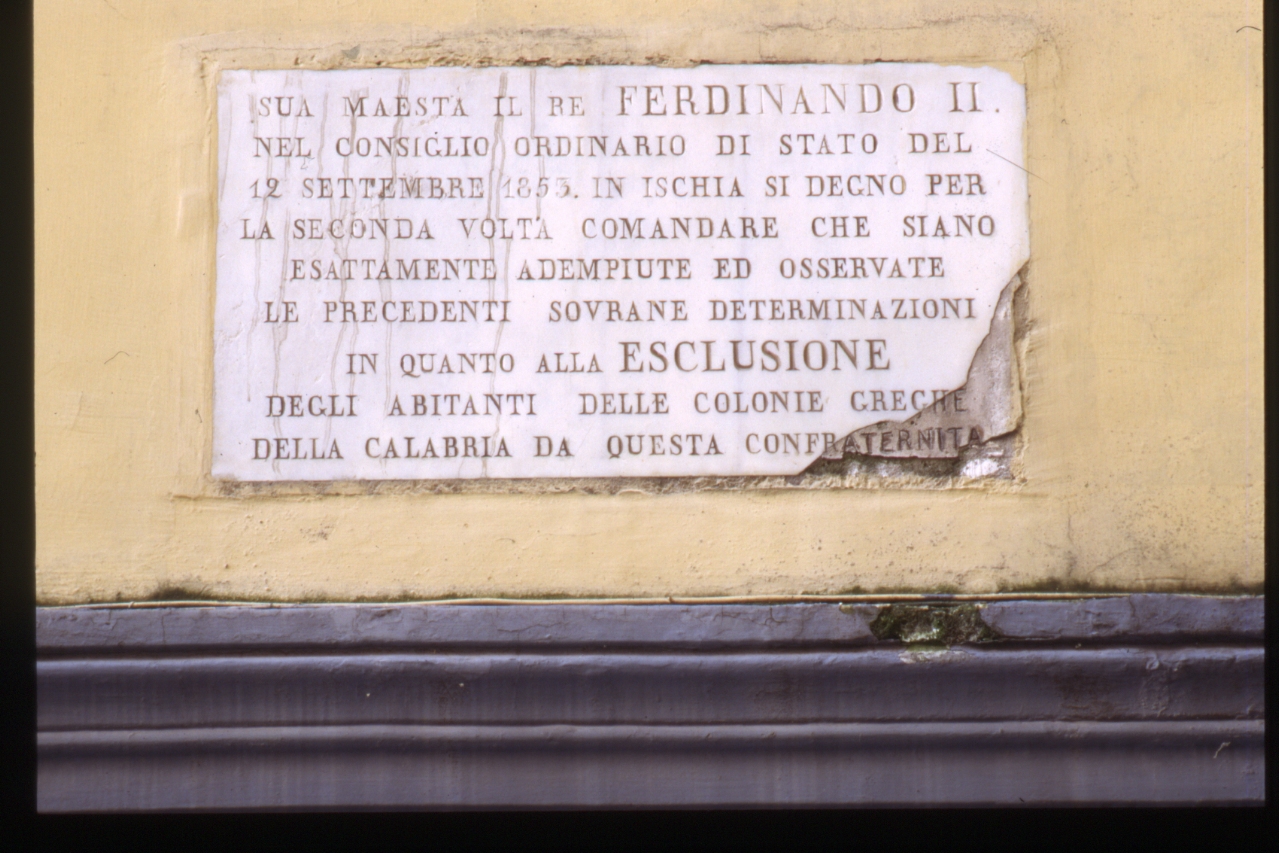 SUA MAESTA IL RE FERDINANDO II.
NEL CONSIGLIO ORDINARIO DI STATO DEL
12 SETTEMBRE 1853. IN ISCHIA SI DEGNO PER
LA SECONDA VOLTA COMANDARE CHE SIANO
ESATTAMENTE ADEMPIUTE ED OSSERVATE
LE PRECEDENTI SOVRANE DETERMINAZIONI
IN QUANTO ALLA ESCLUSIONE
DEGLI ABITANTI DELLE COLONIE GRECHE
DELLA CALABRIA DA QUESTA CONFRATERNITA